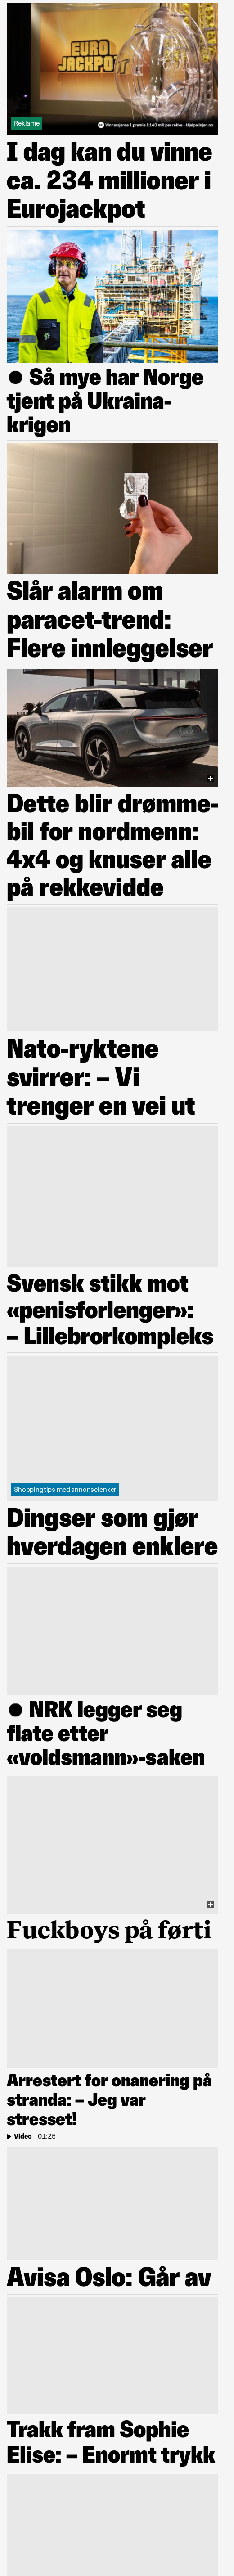 EURO
JACKPOT
Reklame
Vinnersjanse 1.premie 1:140 mill per rekke - Hjelpelinjen.no
I dag kan du vinne
ca. 234 millioner i
Eurojackpot
● Så mye har Norge
tjent på Ukraina-
krigen
Slår alarm om
paracet-trend:
Flere innleggelser
Dette blir drømme-
bil for nordmenn:
4x4 og knuser alle
på rekkevidde
Nato-ryktene
svirrer: – Vi
trenger en vei ut
Svensk stikk mot
«penisforlenger»:
– Lillebrorkompleks
Shoppingtips med annonselenker
Dingser som gjør
hverdagen enklere
● NRK legger seg
flate etter
«voldsmann»-saken
Fuckboys på førti
Arrestert for onanering på
stranda: – Jeg var
stresset!
Video | 01:25
Avisa Oslo: Går av
Trakk fram Sophie
Elise: – Enormt trykk